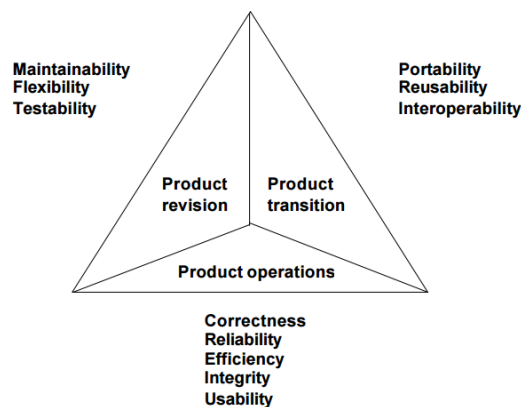 Maintainability
Flexibility
Testability
Portability
Reusability
Interoperability
Product
revision
Product
transition
Product operations
Correctness
Reliability
Efficiency
Integrity
Usability